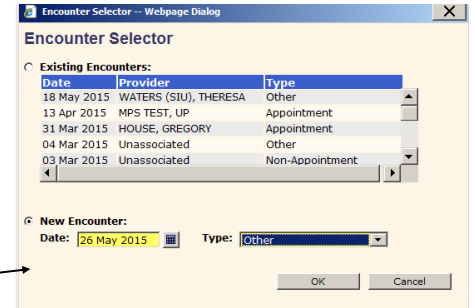 Encounter Selector -- Webpage Dialog
Encounter Selector
Existing Encounters:
Date Provider Type
18 May 2015 WATERS (SIU), THERESA Other
13 Apr 2015 MPS TEST, UP Appointment
31 Mar 2015 HOUSE, GREGORY Appointment
04 Mar 2015 Unassociated Other
03 Mar 2015 Unassociated Non-Appointment
New Encounter:
Date: 26 May 2015 Type: Other
OK Cancel